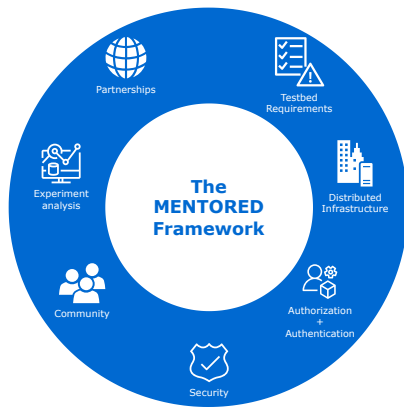 Partnerships
Testbed
Requirements
Experiment
analysis
The
MENTORED
Framework
Distributed
Infrastructure
Community
Authorization
+
Authentication
Security